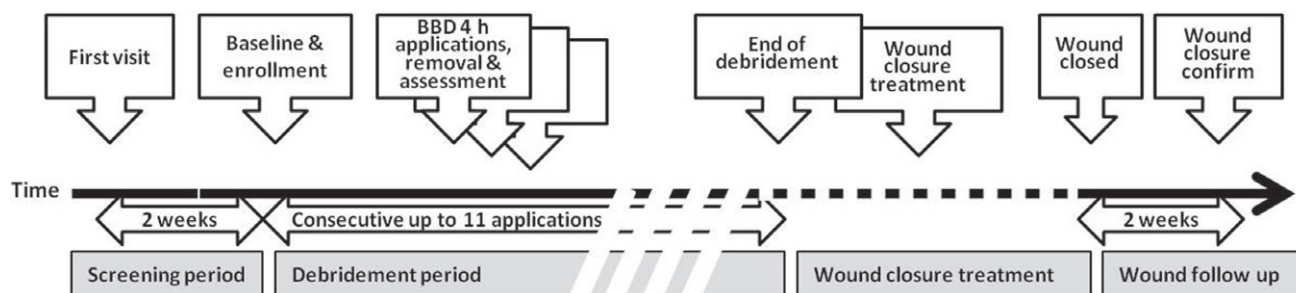 First visit
Baseline &
enrollment
BBD 4 h
applications,
removal &
assessment
End of
debridement
Wound
closure
treatment
Wound
closed
Wound
closure
confirm
Time
2 weeks
Consecutive up to 11 applications
2 weeks
Screening period
Debridement period
Wound closure treatment
Wound follow up